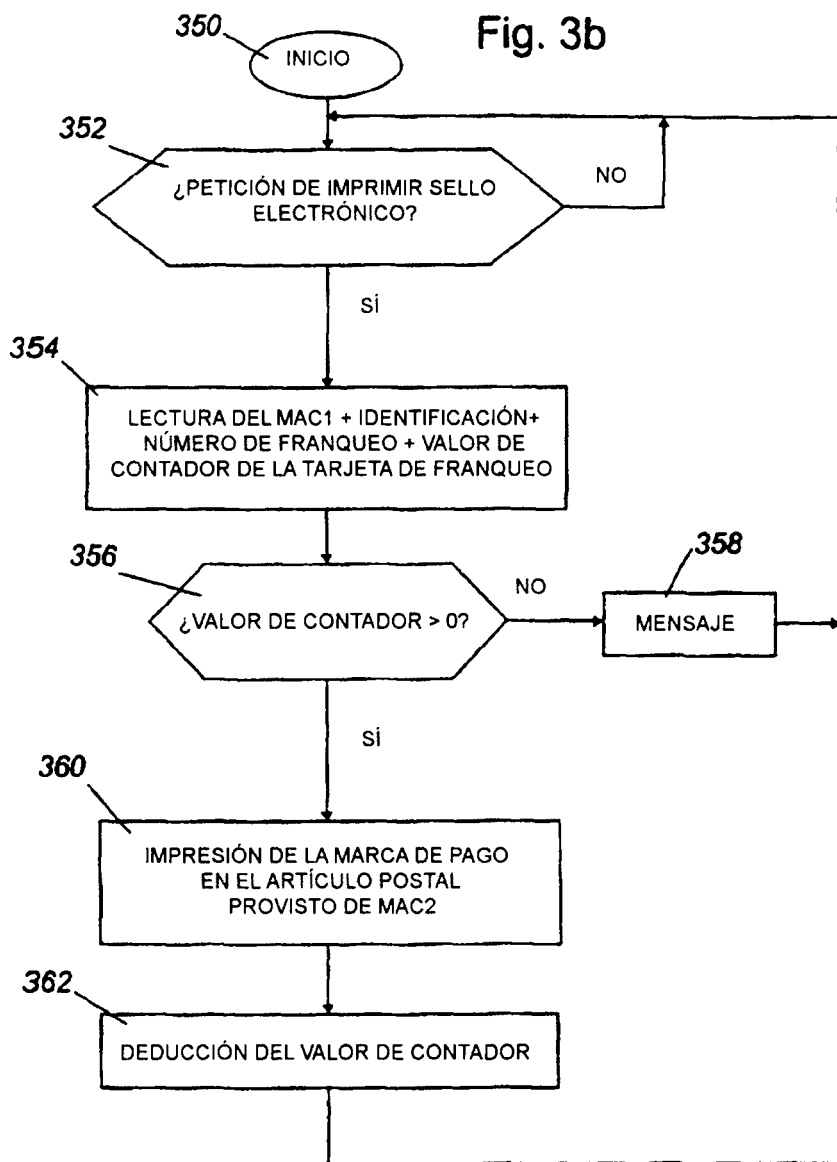 Fig. 3b
350
INICIO
352
¿PETICIÓN DE IMPRIMIR SELLO
ELECTRÓNICO?
NO
SÍ
354
LECTURA DEL MAC1 + IDENTIFICACIÓN+
NÚMERO DE FRANQUEO + VALOR DE
CONTADOR DE LA TARJETA DE FRANQUEO
356
¿VALOR DE CONTADOR > 0?
NO
358
MENSAJE
SÍ
360
IMPRESIÓN DE LA MARCA DE PAGO
EN EL ARTÍCULO POSTAL
PROVISTO DE MAC2
362
DEDUCCIÓN DEL VALOR DE CONTADOR